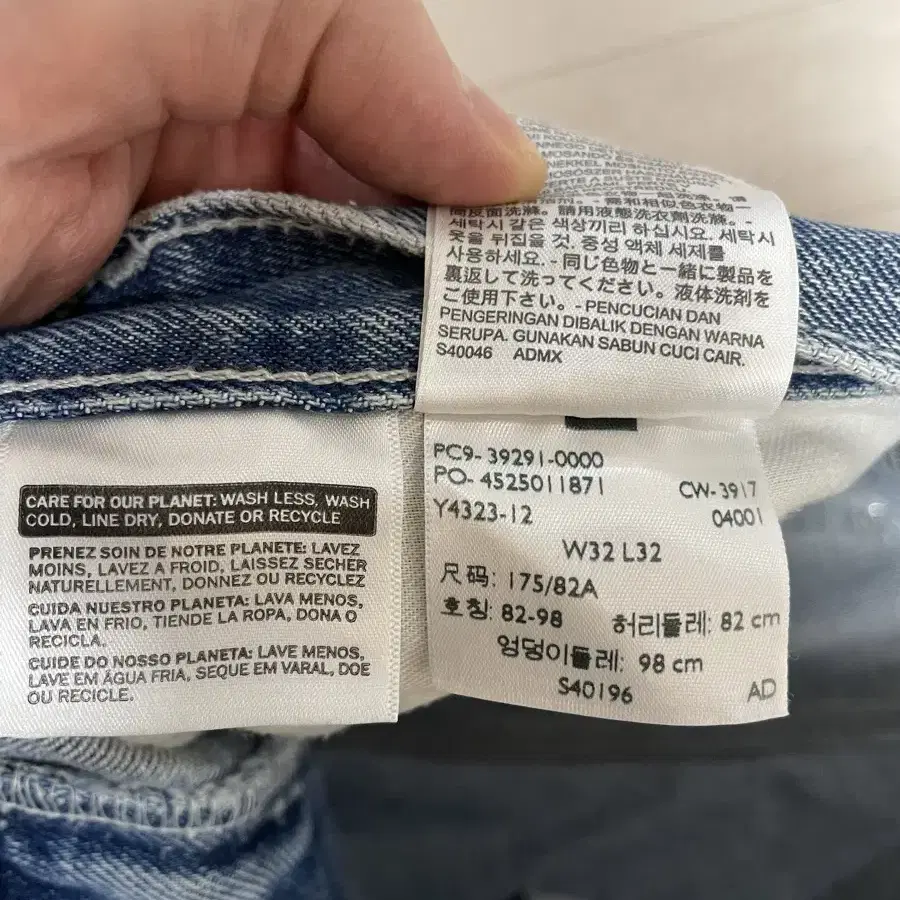 MOSANDO
NERKEL
簡反面洗滌。請用液態洗衣劑洗滌。-
세탁시 같은 색상끼리 하십시요. 세탁시
옷을 뒤집을 것. 중성 액체 세제를
사용하세요. - 同じ色物と一緒に製品を
裏返して洗ってください。液体洗剤を
ご使用下さい。- PENCUCIAN DAN
PENGERINGAN DIBALIK DENGAN WARNA
SERUPA. GUNAKAN SABUN CUCI CAIR.
S40046 ADMX
CARE FOR OUR PLANET: WASH LESS, WASH
COLD, LINE DRY, DONATE OR RECYCLE
PRENEZ SOIN DE NOTRE PLANETE: LAVEZ
MOINS, LAVEZ A FROID, LAISSEZ SECHER
NATURELLEMENT, DONNEZ OU RECYCLEZ
CUIDA NUESTRO PLANETA: LAVA MENOS,
LAVA EN FRIO, TIENDE LA ROPA, DONA O
RECICLA.
CUIDE DO NOSSO PLANETA: LAVE MENOS,
LAVE EM ÁGUA FRIA, SEQUE EM VARAL, DOE
OU RECICLE.
PC9- 39291-0000
PO- 4525011871 CW-3917
Y4323-12 04001
W32 L32
尺码: 175/82A
호칭: 82-98 허리둘레: 82 cm
엉덩이둘레: 98 cm
S40196 AD